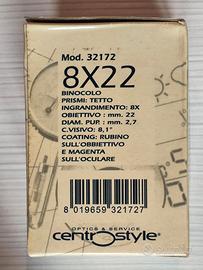 Mod. 32172
8X22
BINOCOLO
PRISMI: TETTO
INGRANDIMENTO: 8X
OBIETTIVO : mm. 22
DIAM. PUP. : mm. 2,7
C.VISIVO: 8,1°
COATING: RUBINO
SULL'OBBIETTIVO
E MAGENTA
SULL'OCULARE
8 019659 321727
OPTICS & SERVICE
centrostyle®